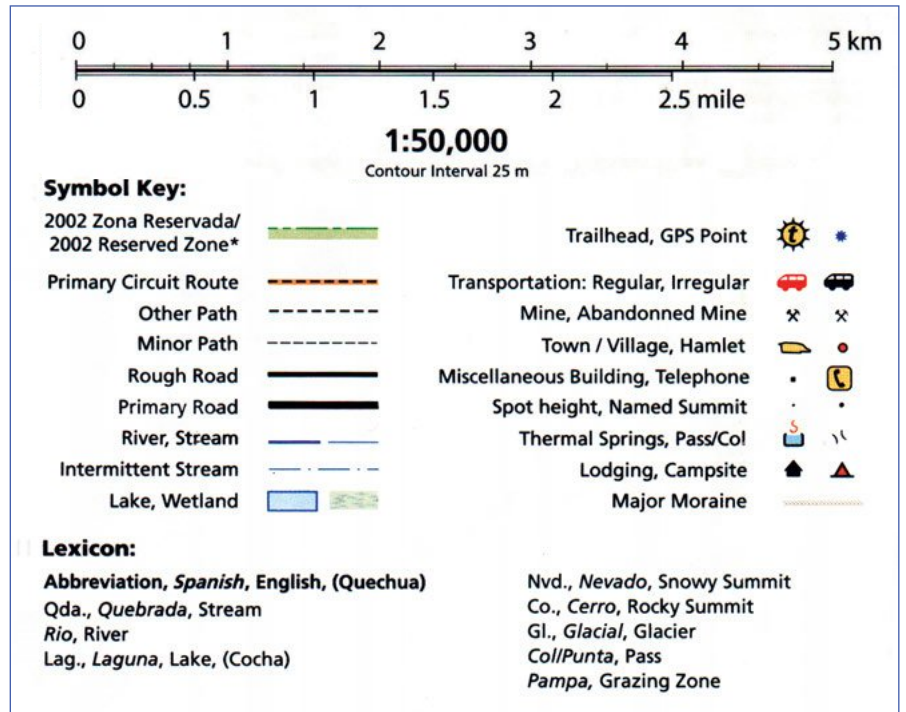 0 1 2 3 4 5 km
0 0.5 1 1.5 2 2.5 mile
1:50,000
Contour Interval 25 m
Symbol Key:
2002 Zona Reservada/
2002 Reserved Zone*
Primary Circuit Route
Other Path
Minor Path
Rough Road
Primary Road
River, Stream
Intermittent Stream
Lake, Wetland
Trailhead, GPS Point
t
Transportation: Regular, Irregular
Mine, Abandonned Mine
Town / Village, Hamlet
Miscellaneous Building, Telephone
Spot height, Named Summit
Thermal Springs, Pass/Col
Lodging, Campsite
Major Moraine
Lexicon:
Abbreviation, Spanish, English, (Quechua)
Qda., Quebrada, Stream
Rio, River
Lag., Laguna, Lake, (Cocha)
Nvd., Nevado, Snowy Summit
Co., Cerro, Rocky Summit
Gl., Glacial, Glacier
Col/Punta, Pass
Pampa, Grazing Zone